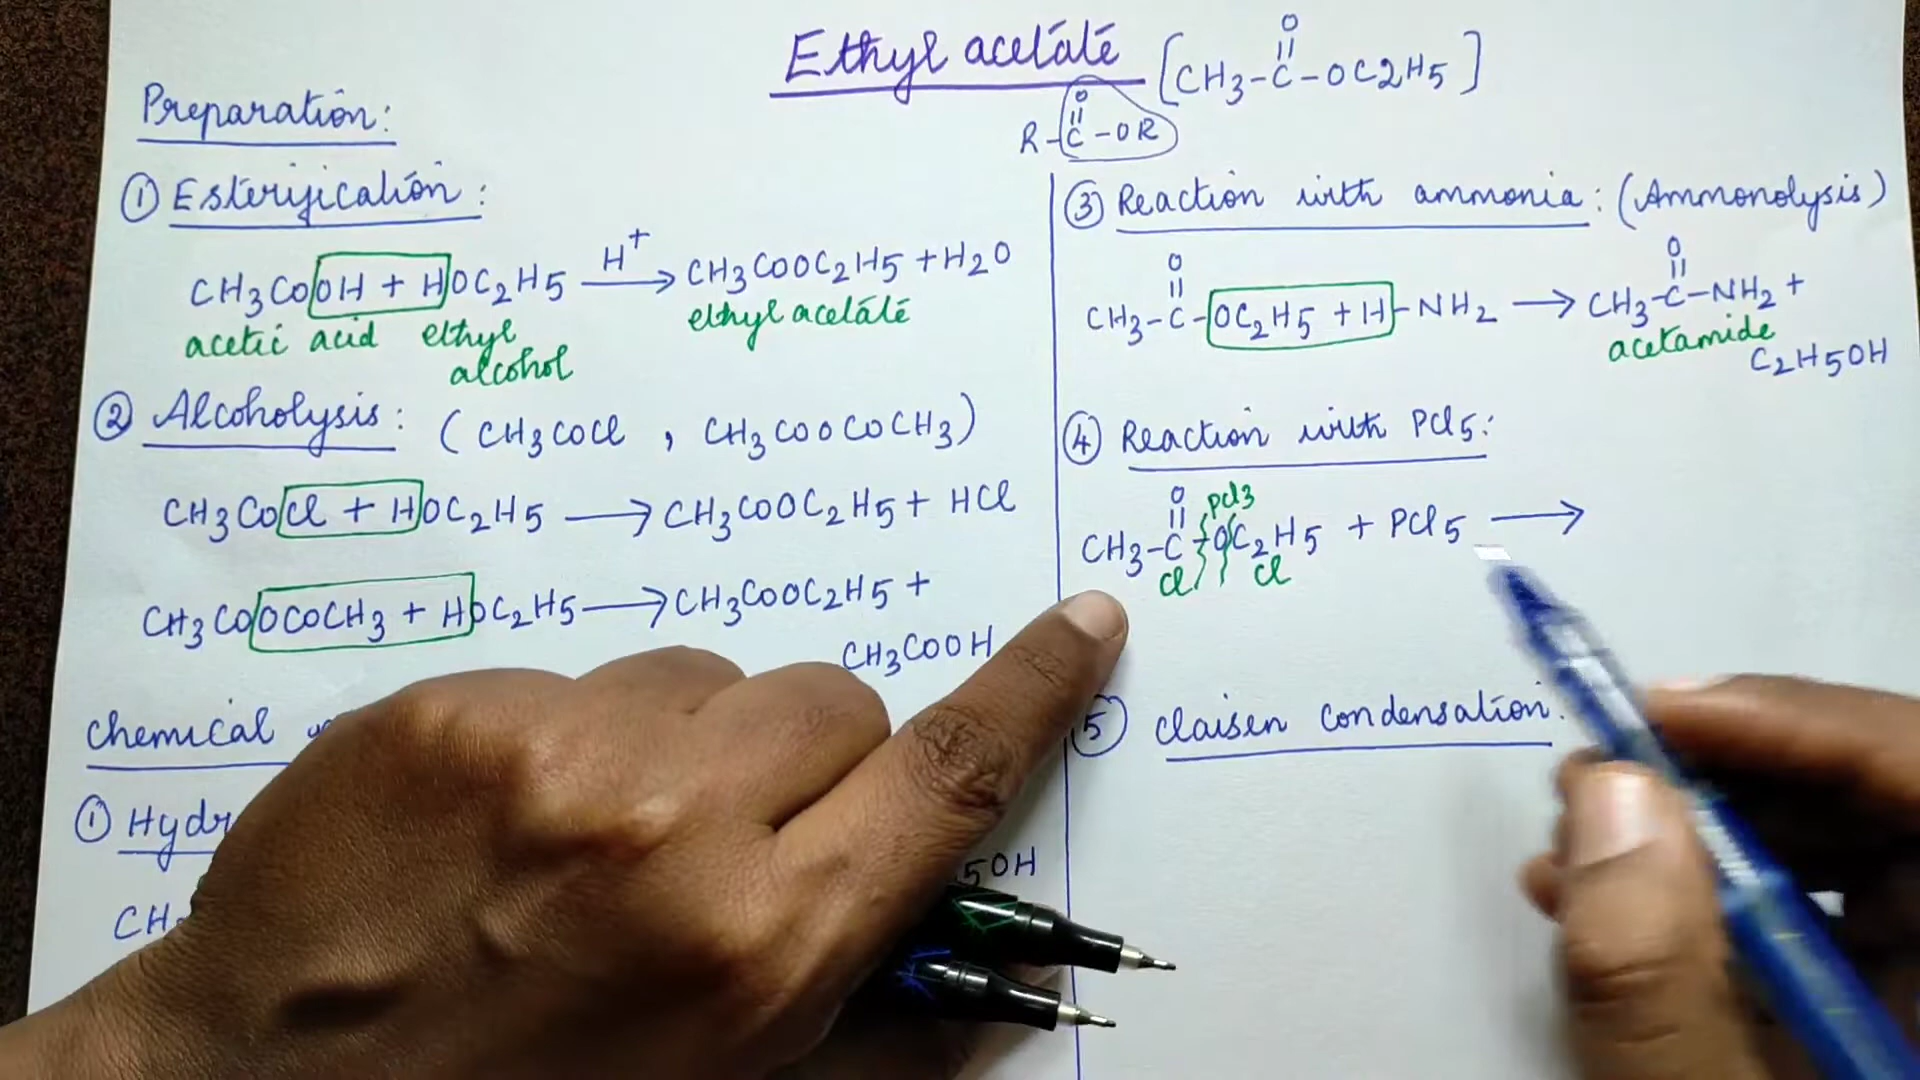 Ethyl acetate [CH3-C-OC2H5]
O
||
R-C-OR
O
||
Preparation:
① Esterification:
CH3COOH + HOC2H5 ⟶ CH3COOC2H5 + H2O
H+
acetic acid ethyl alcohol
ethyl acetate
② Alcoholysis: (CH3COCl , CH3COOCOCH3)
CH3COCl + HOC2H5 ⟶ CH3COOC2H5 + HCl
CH3COOCOCH3 + HOC2H5 ⟶ CH3COOC2H5 +
CH3COOH
Chemical
① Hydr
CH
5OH
③ Reaction with ammonia: (Ammonolysis)
O
||
O
||
CH3-C-OC2H5 + H-NH2 ⟶ CH3-C-NH2 +
acetamide
C2H5OH
④ Reaction with PCl5:
O
||
PCl3
CH3-C-OC2H5 + PCl5 ⟶
Cl Cl
⑤ Claisen condensation: